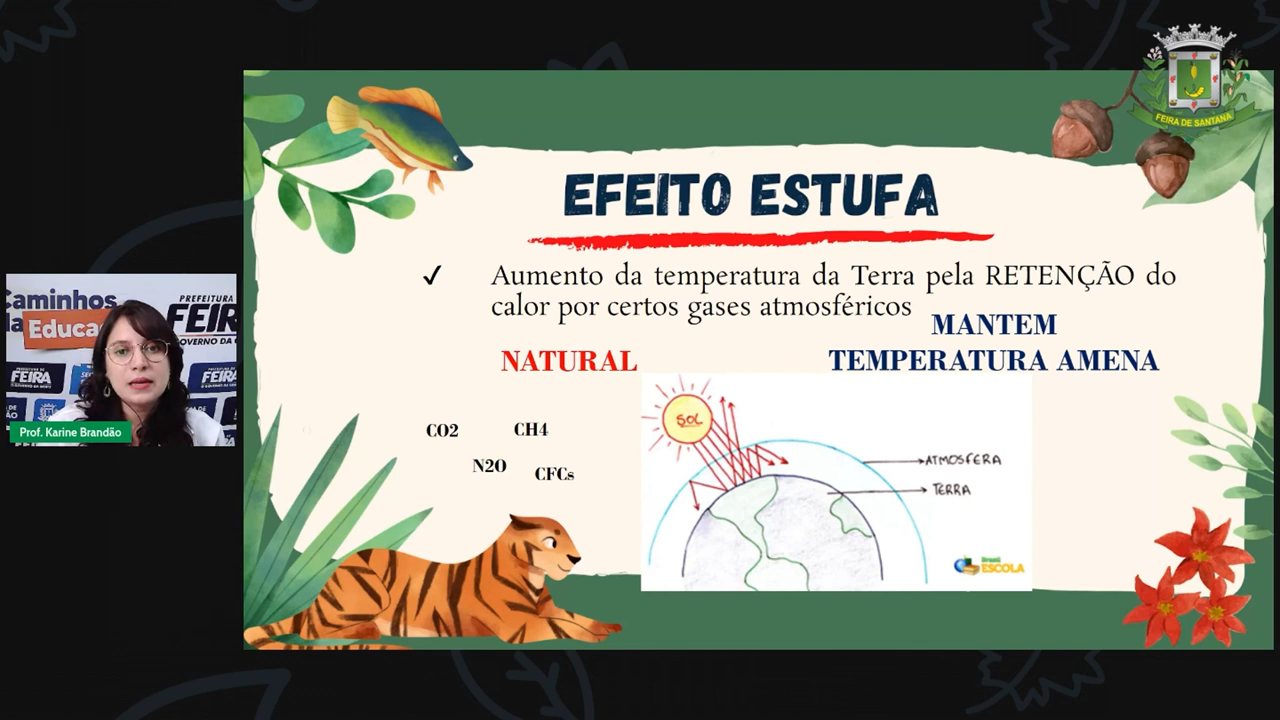 FEIRA DE SANTANA
EFEITO ESTUFA
✓ Aumento da temperatura da Terra pela RETENÇÃO do
calor por certos gases atmosféricos
MANTEM
TEMPERATURA AMENA
NATURAL
CO2
CH4
N2O
CFCs
SOL
ATMOSFERA
TERRA
Brasil
ESCOLA
Caminhos
da
Educa
PREFEITURA
FEIR
GOVERNO DA
FEIRA
FEIRA
Prof. Karine Brandão